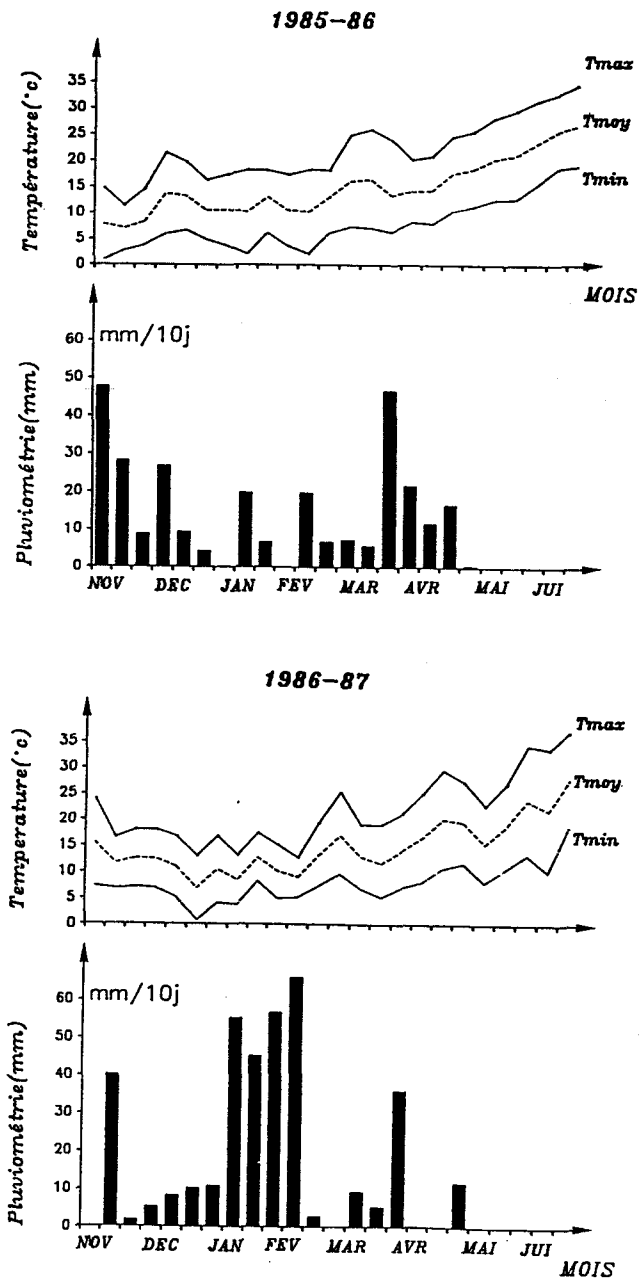 1985-86
Température(°c)
35
30
25
20
15
10
5
0
Tmax
Tmoy
Tmin
MOIS
Pluviométrie(mm)
mm/10j
60
50
40
30
20
10
0
NOV DEC JAN FEV MAR AVR MAI JUI
1986-87
Temperature(°c)
35
30
25
20
15
10
5
0
Tmax
Tmoy
Tmin
Pluviométrie(mm)
mm/10j
60
50
40
30
20
10
0
NOV DEC JAN FEV MAR AVR MAI JUI
MOIS